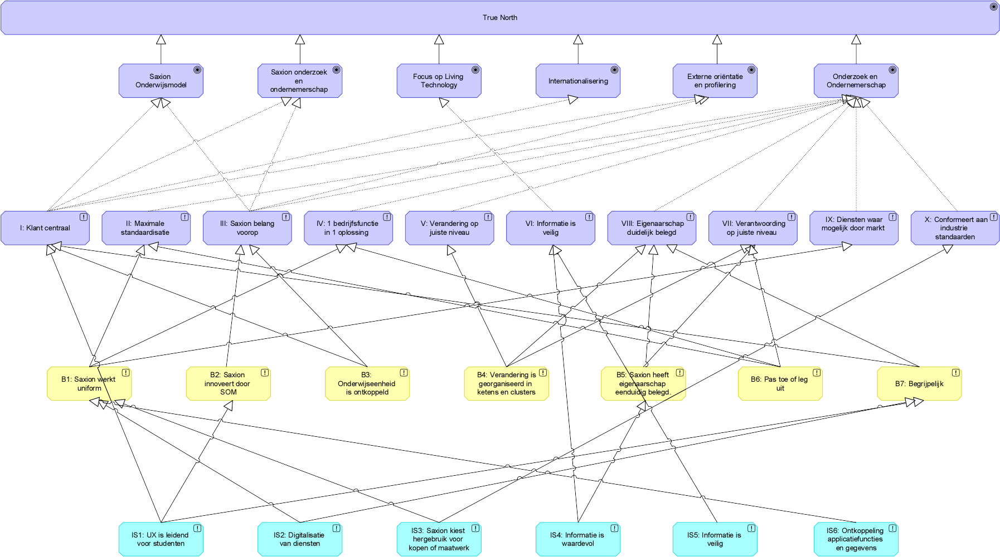 True North
Saxion
Onderwijsmodel
Saxion onderzoek
en
ondernemerschap
Focus op Living
Technology
Internationalisering
Externe oriëntatie
en profilering
Onderzoek en
Ondernemerschap
I: Klant centraal
II: Maximale
standaardisatie
III: Saxion belang
voorop
IV: 1 bedrijfsfunctie
in 1 oplossing
V: Verandering op
juiste niveau
VI: Informatie is
veilig
VIII: Eigenaarschap
duidelijk belegd
VII: Verantwoording
op juiste niveau
IX: Diensten waar
mogelijk door markt
X: Conformeert aan
industrie
standaarden
B1: Saxion werkt
uniform
B2: Saxion
innoveert door
SOM
B3:
Onderwijseenheid
is ontkoppeld
B4: Verandering is
georganiseerd in
ketens en clusters
B5: Saxion heeft
eigenaarschap
eenduidig belegd.
B6: Pas toe of leg
uit
B7: Begrijpelijk
IS1: UX is leidend
voor studenten
IS2: Digitalisatie
van diensten
IS3: Saxion kiest
hergebruik voor
kopen of maatwerk
IS4: Informatie is
waardevol
IS5: Informatie is
veilig
IS6: Ontkoppeling
applicatiefuncties
en gegevens